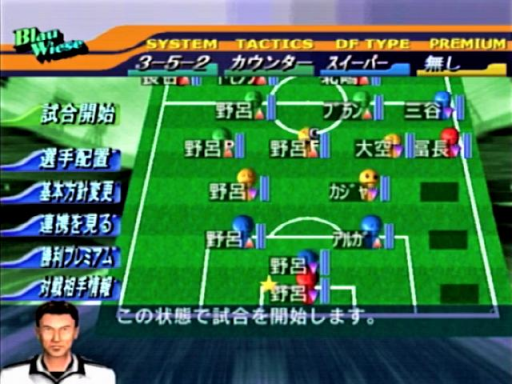 Blau Wiese
SYSTEM TACTICS DF TYPE PREMIUM
3-5-2 カウンター スイーパー 無し
試合開始
選手配置
基本方針変更
連携を見る
勝利プレミアム
対戦相手情報
野呂 ブラン 三谷
野呂P 野呂F 大空 冨長
野呂 カジャ
野呂 アルガ
野呂
野呂
この状態で試合を開始します。